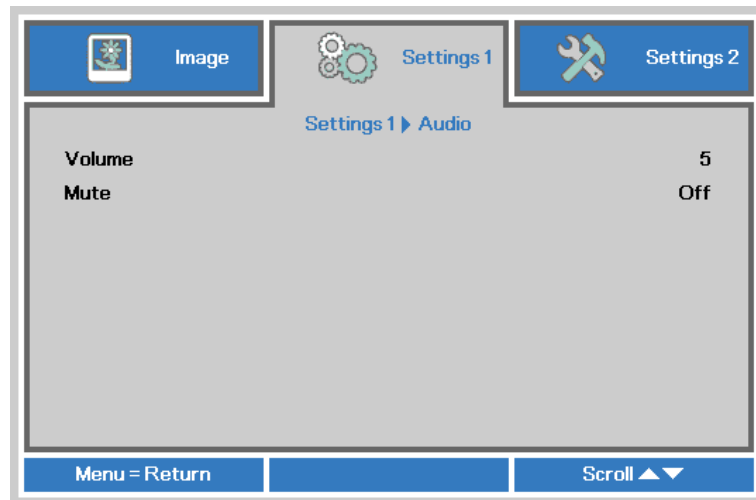 Image
Settings 1
Settings 2
Settings 1 ▶ Audio
Volume 5
Mute Off
Menu = Return
Scroll ▲▼